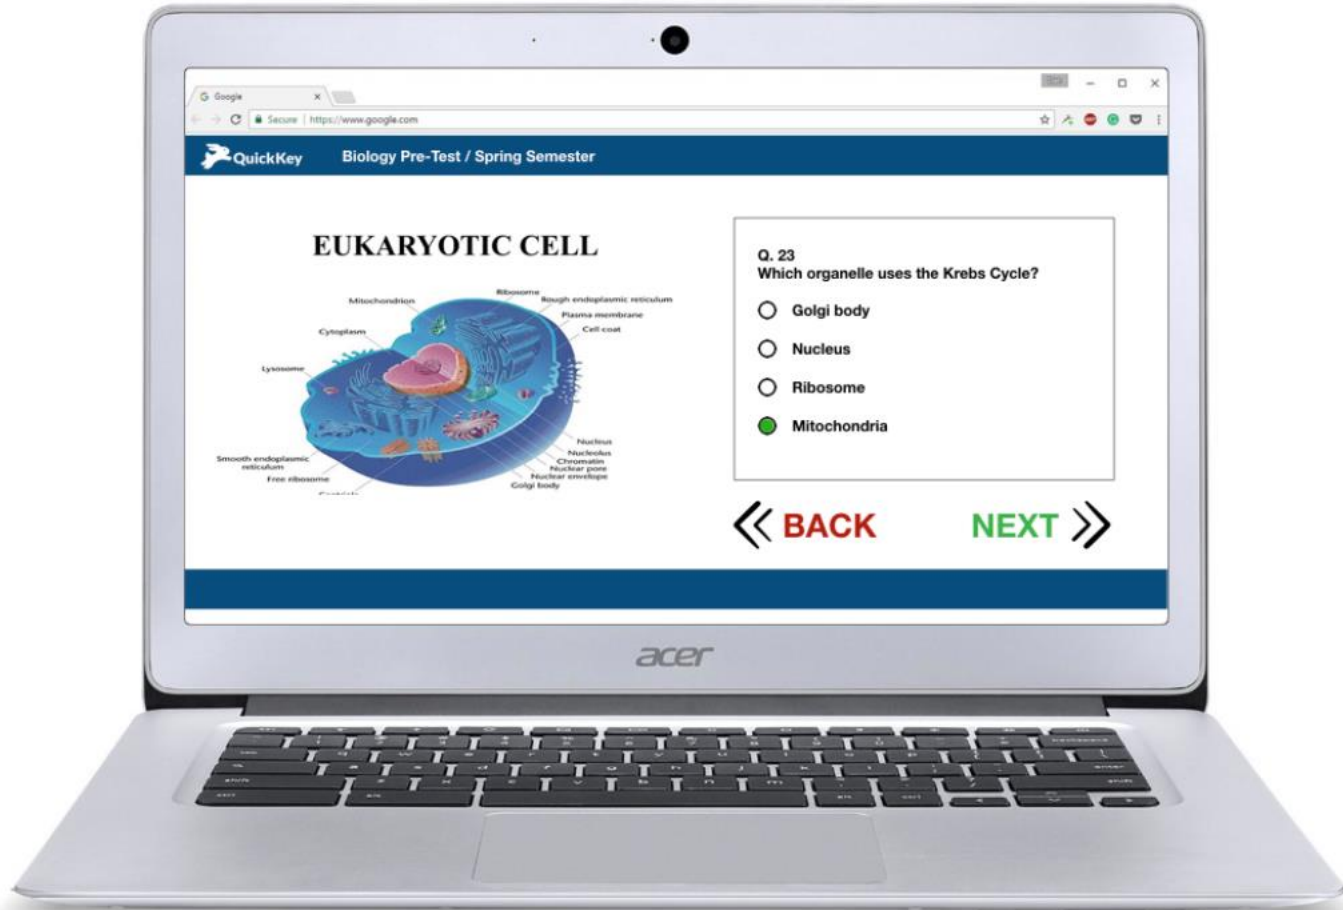 Google
Secure | https://www.google.com
QuickKey
Biology Pre-Test / Spring Semester
EUKARYOTIC CELL
Mitochondrion
Ribosome
Rough endoplasmic reticulum
Plasma membrane
Cell coat
Cytoplasm
Lysosome
Smooth endoplasmic
reticulum
Free ribosome
Nucleus
Nucleolus
Chromatin
Nuclear pore
Nuclear envelope
Golgi body
Q. 23
Which organelle uses the Krebs Cycle?
Golgi body
Nucleus
Ribosome
Mitochondria
BACK
NEXT
acer